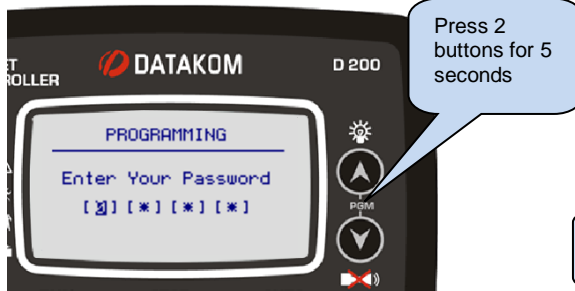 Press 2
buttons for 5
seconds
ET
ROLLER
DATAKOM
D 200
PROGRAMMING
Enter Your Password
[*] [*] [*]
PGM